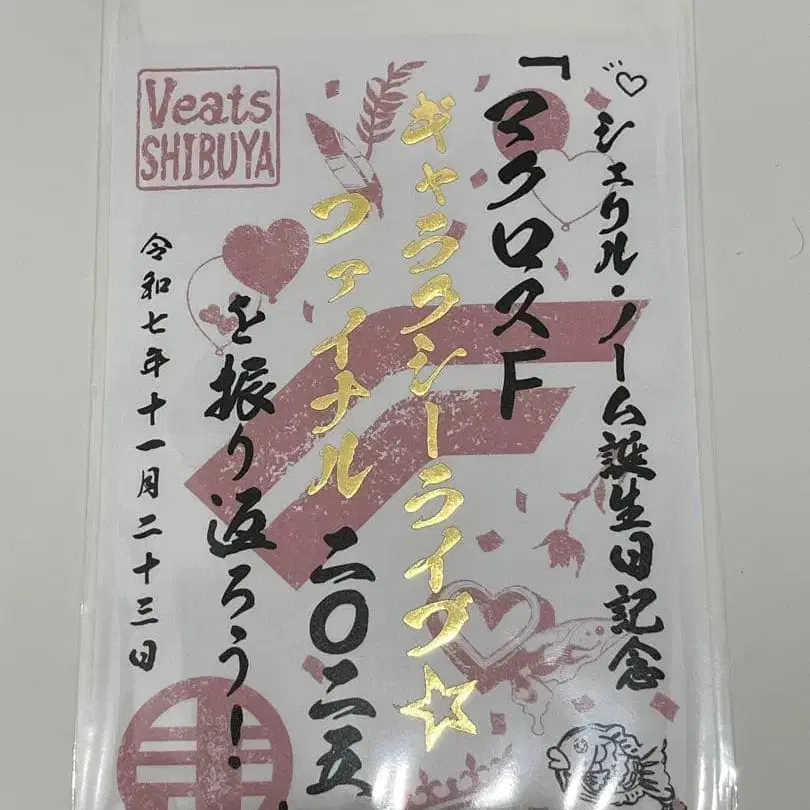 シェリル・ノーム誕生日記念
「マクロスF
ギャラクシーライブ☆
ファイナル二〇二五
を振り返ろう!
令和七年十一月二十三日
Veats
SHIBUYA